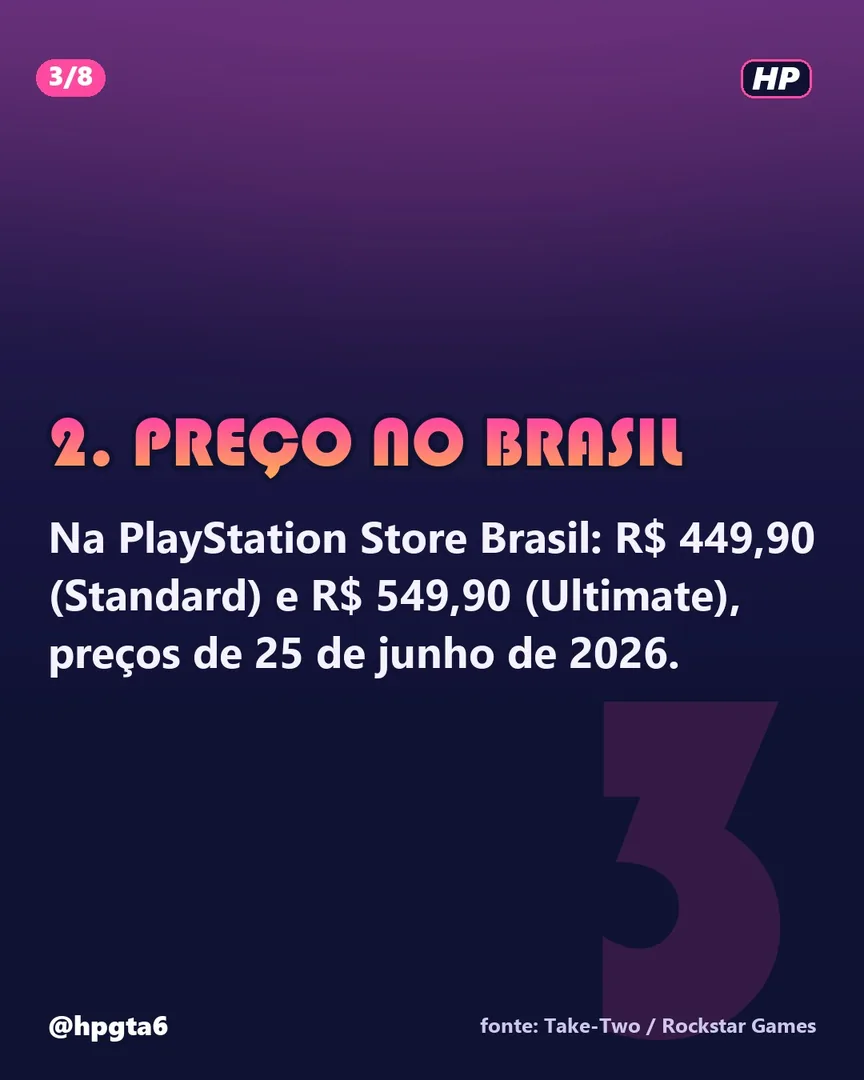 3/8
HP
2. PREÇO NO BRASIL
Na PlayStation Store Brasil: R$ 449,90
(Standard) e R$ 549,90 (Ultimate),
preços de 25 de junho de 2026.
3
@hpgta6
fonte: Take-Two / Rockstar Games